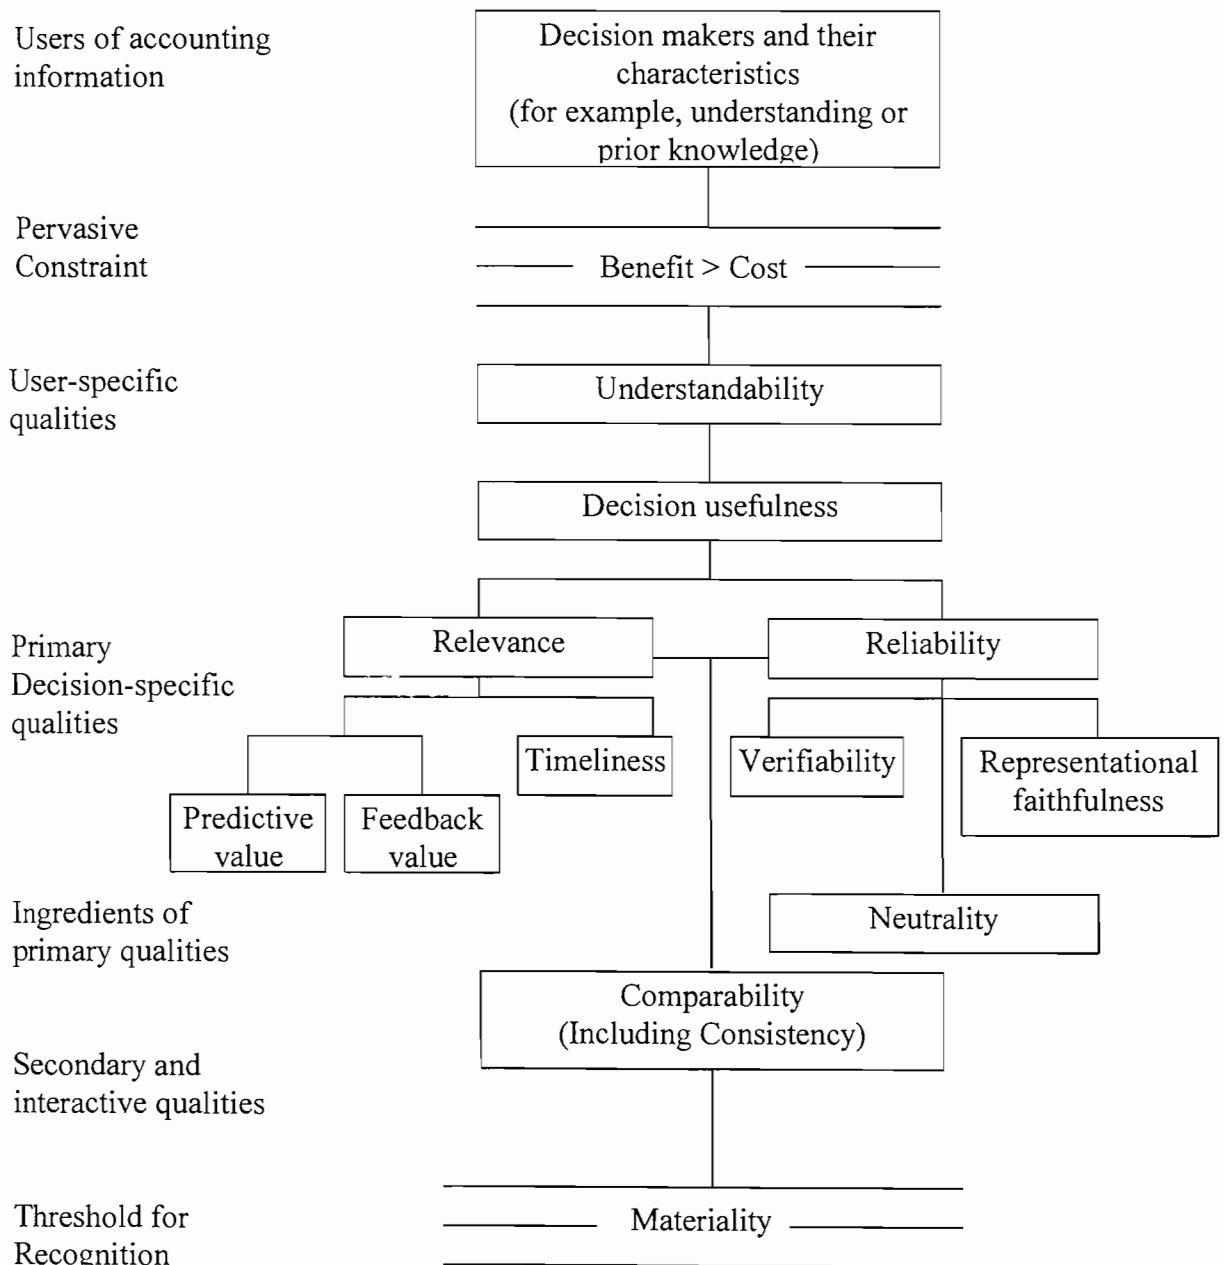 Users of accounting
information
Decision makers and their
characteristics
(for example, understanding or
prior knowledge)
Pervasive
Constraint
Benefit > Cost
User-specific
qualities
Understandability
Decision usefulness
Primary
Decision-specific
qualities
Relevance
Reliability
Timeliness
Verifiability
Representational
faithfulness
Predictive
value
Feedback
value
Ingredients of
primary qualities
Neutrality
Comparability
(Including Consistency)
Secondary and
interactive qualities
Threshold for
Recognition
Materiality